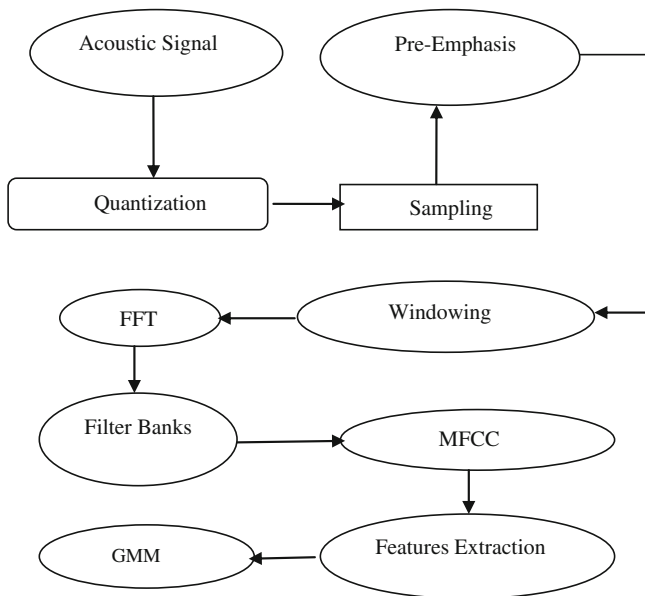 Acoustic Signal
Pre-Emphasis
Quantization
Sampling
FFT
Windowing
Filter Banks
MFCC
GMM
Features Extraction